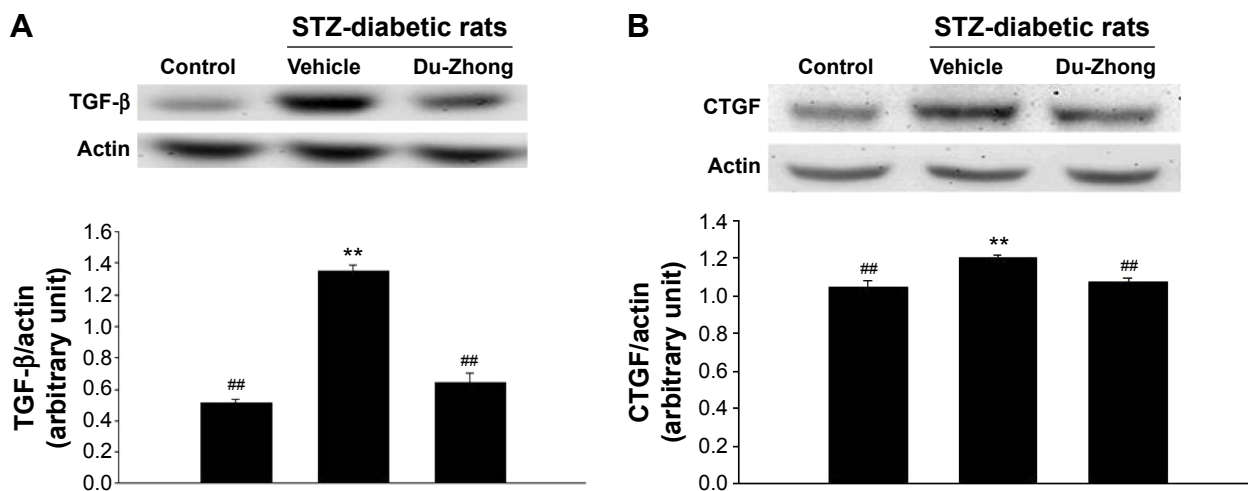 A
STZ-diabetic rats
Control Vehicle Du-Zhong
TGF-β
Actin
TGF-β/actin
(arbitrary unit)
1.6
1.4
1.6
1.0
0.8
0.6
0.4
0.2
0.0
##
**
##
B
STZ-diabetic rats
Control Vehicle Du-Zhong
CTGF
Actin
CTGF/actin
(arbitrary unit)
1.4
1.2
1.0
0.8
0.6
0.4
0.2
0.0
##
**
##